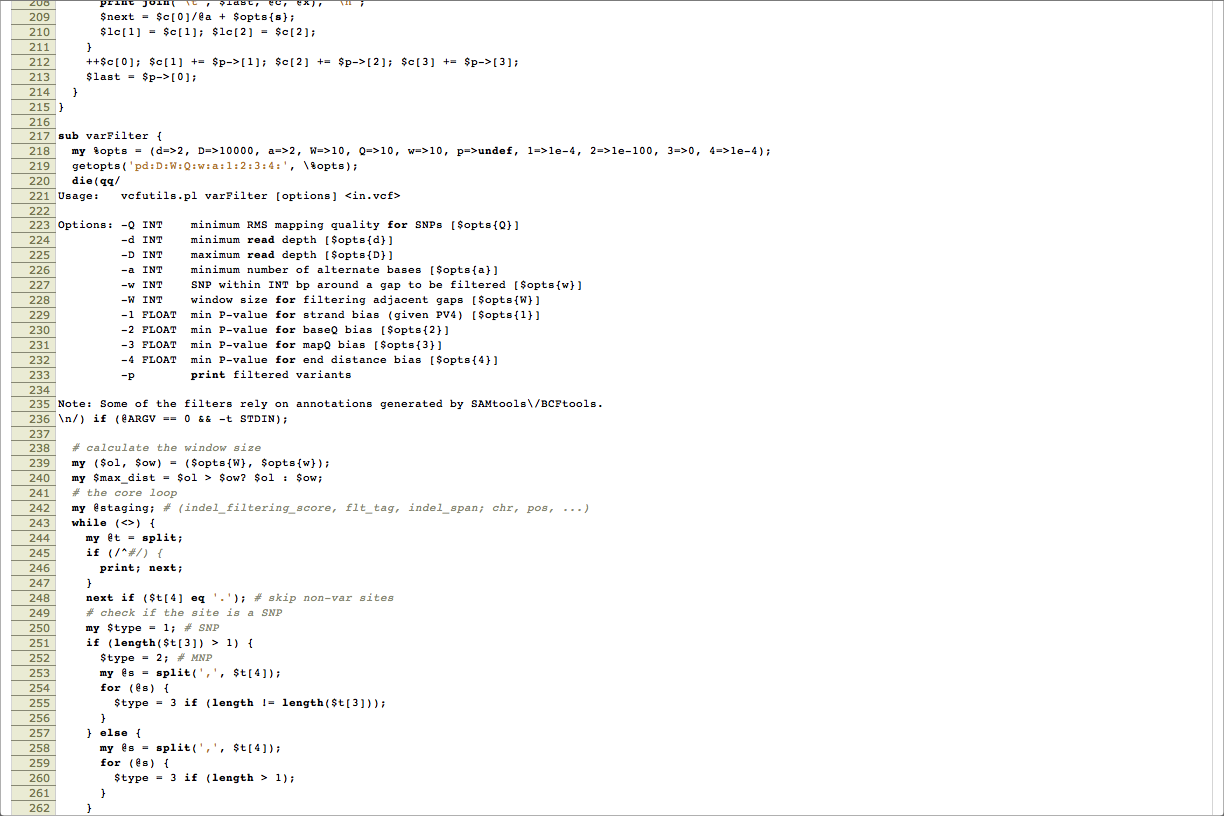 208 print join("\t", $last, @c, @x), "\n";
209 $next = $c[0]/@a + $opts{s};
210 $lc[1] = $c[1]; $lc[2] = $c[2];
211 }
212 ++$c[0]; $c[1] += $p->[1]; $c[2] += $p->[2]; $c[3] += $p->[3];
213 $last = $p->[0];
214 }
215 }
216
217 sub varFilter {
218 my %opts = (d=>2, D=>10000, a=>2, W=>10, Q=>10, w=>10, p=>undef, 1=>1e-4, 2=>1e-100, 3=>0, 4=>1e-4);
219 getopts('pd:D:W:Q:w:a:1:2:3:4:', \%opts);
220 die(qq/
221 Usage:   vcfutils.pl varFilter [options] <in.vcf>
222
223 Options: -Q INT    minimum RMS mapping quality for SNPs [$opts{Q}]
224 -d INT    minimum read depth [$opts{d}]
225 -D INT    maximum read depth [$opts{D}]
226 -a INT    minimum number of alternate bases [$opts{a}]
227 -w INT    SNP within INT bp around a gap to be filtered [$opts{w}]
228 -W INT    window size for filtering adjacent gaps [$opts{W}]
229 -1 FLOAT  min P-value for strand bias (given PV4) [$opts{1}]
230 -2 FLOAT  min P-value for baseQ bias [$opts{2}]
231 -3 FLOAT  min P-value for mapQ bias [$opts{3}]
232 -4 FLOAT  min P-value for end distance bias [$opts{4}]
233 -p        print filtered variants
234
235 Note: Some of the filters rely on annotations generated by SAMtools\/BCFtools.
236 \n/) if (@ARGV == 0 && -t STDIN);
237
238 # calculate the window size
239 my ($ol, $ow) = ($opts{W}, $opts{w});
240 my $max_dist = $ol > $ow? $ol : $ow;
241 # the core loop
242 my @staging; # (indel_filtering_score, flt_tag, indel_span; chr, pos, ...)
243 while (<>) {
244 my @t = split;
245 if (/^#/) {
246 print; next;
247 }
248 next if ($t[4] eq '.'); # skip non-var sites
249 # check if the site is a SNP
250 my $type = 1; # SNP
251 if (length($t[3]) > 1) {
252 $type = 2; # MNP
253 my @s = split(',', $t[4]);
254 for (@s) {
255 $type = 3 if (length != length($t[3]));
256 }
257 } else {
258 my @s = split(',', $t[4]);
259 for (@s) {
260 $type = 3 if (length > 1);
261 }
262 }